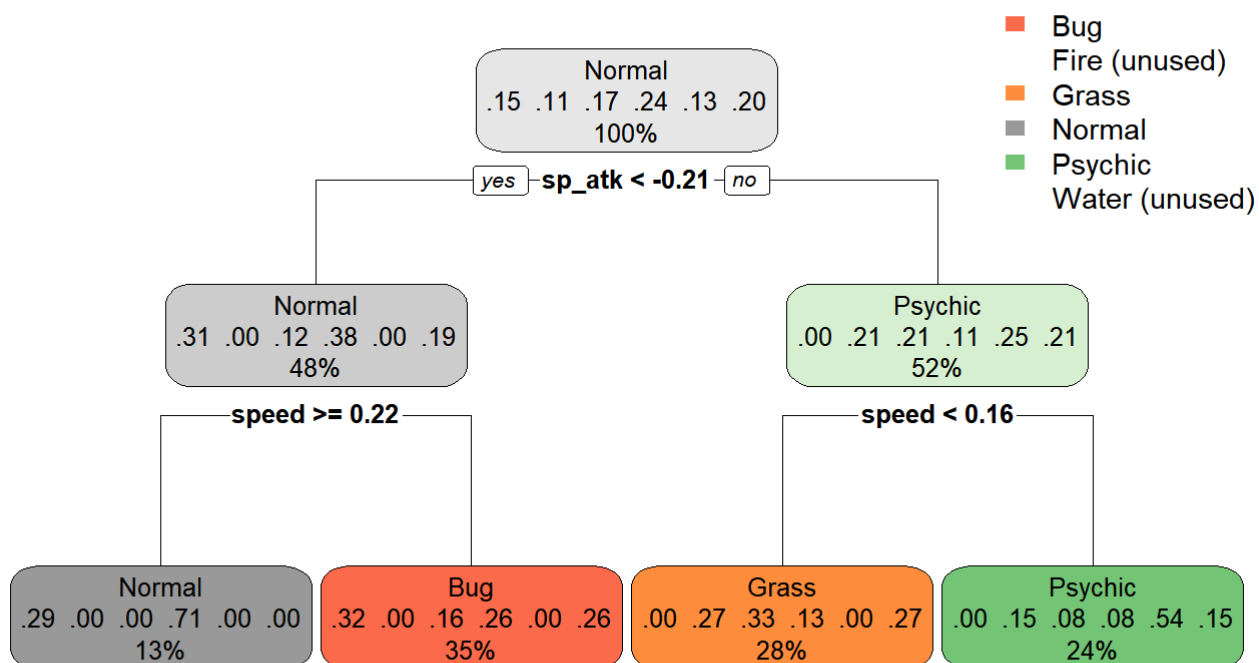 Bug
Fire (unused)
Grass
Normal
Psychic
Water (unused)
Normal
.15 .11 .17 .24 .13 .20
100%
yes sp_atk < -0.21 no
Normal
.31 .00 .12 .38 .00 .19
48%
Psychic
.00 .21 .21 .11 .25 .21
52%
speed >= 0.22
speed < 0.16
Normal
.29 .00 .00 .71 .00 .00
13%
Bug
.32 .00 .16 .26 .00 .26
35%
Grass
.00 .27 .33 .13 .00 .27
28%
Psychic
.00 .15 .08 .08 .54 .15
24%